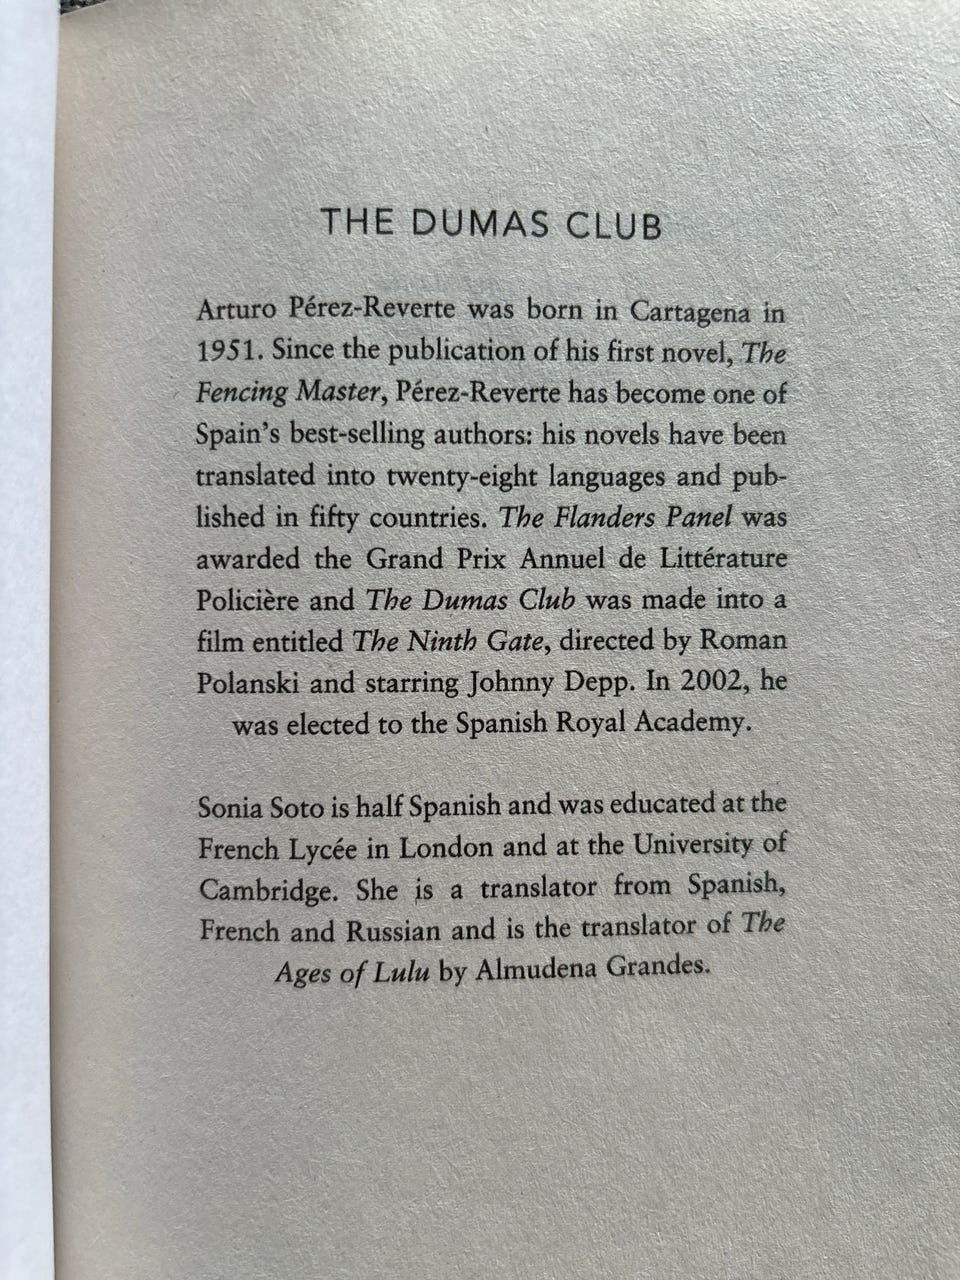 THE DUMAS CLUB
Arturo Pérez-Reverte was born in Cartagena in
1951. Since the publication of his first novel, The
Fencing Master, Pérez-Reverte has become one of
Spain's best-selling authors: his novels have been
translated into twenty-eight languages and pub-
lished in fifty countries. The Flanders Panel was
awarded the Grand Prix Annuel de Littérature
Policière and The Dumas Club was made into a
film entitled The Ninth Gate, directed by Roman
Polanski and starring Johnny Depp. In 2002, he
was elected to the Spanish Royal Academy.
Sonia Soto is half Spanish and was educated at the
French Lycée in London and at the University of
Cambridge. She is a translator from Spanish,
French and Russian and is the translator of The
Ages of Lulu by Almudena Grandes.